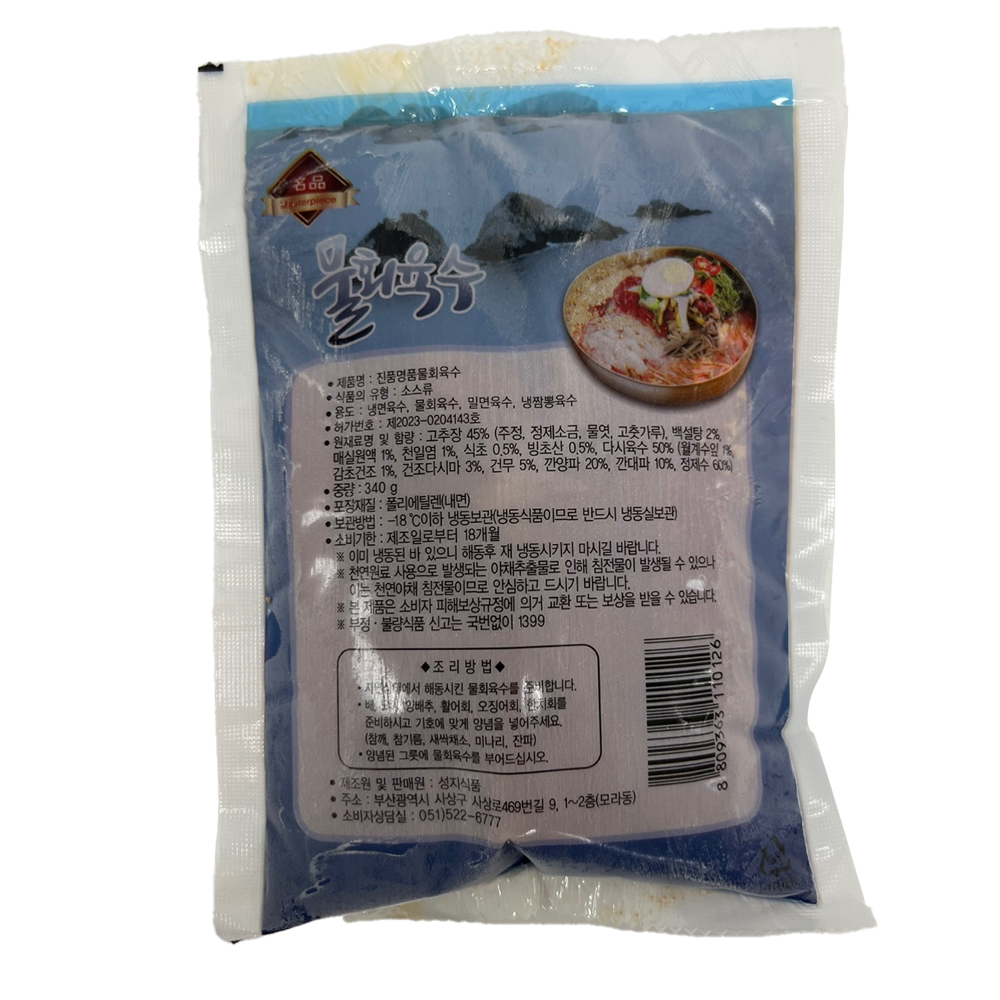 名品
물회육수
• 제품명 : 진품명품물회육수
• 식품의 유형 : 소스류
• 용도 : 냉면육수, 물회육수, 밀면육수, 냉짬뽕육수
• 허가번호 : 제2023-0204143호
• 원재료명 및 함량 : 고추장 45% (주정, 정제소금, 물엿, 고춧가루), 백설탕 2%,
매실원액 1%, 천일염 1%, 식초 0.5%, 빙초산 0.5%, 다시육수 50% (월계수잎 1%,
감초건조 1%, 건조다시마 3%, 건무 5%, 깐양파 20%, 깐대파 10%, 정제수 60%)
• 중량 : 340 g
• 포장재질 : 폴리에틸렌(내면)
• 보관방법 : -18℃이하 냉동보관(냉동식품이므로 반드시 냉동실보관)
• 소비기한 : 제조일로부터 18개월
※ 이미 냉동된 바 있으니 해동후 재 냉동시키지 마시길 바랍니다.
※ 천연원료 사용으로 발생되는 야채추출물로 인해 침전물이 발생될 수 있으나
이는 천연야채 침전물이므로 안심하고 드시기 바랍니다.
※ 본 제품은 소비자 피해보상규정에 의거 교환 또는 보상을 받을 수 있습니다.
※ 부정 · 불량식품 신고는 국번없이 1399
◆조리방법◆
• 해동시킨 물회육수를 준비합니다.
• 양배추, 활어회, 오징어회,
준비하시고 기호에 맞게 양념을 넣어주세요.
(참깨, 참기름, 새싹채소, 미나리, 잔파)
• 양념된 그릇에 물회육수를 부어드십시오.
• 제조원 및 판매원 : 성지식품
• 주소 : 부산광역시 사상구 사상로469번길 9, 1~2층(모라동)
• 소비자상담실 : 051)522-6777
8 809363 110126